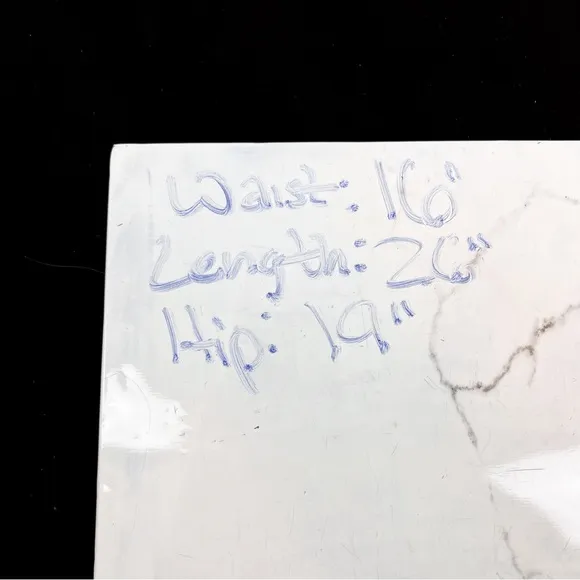 Waist: 16"
Length: 26"
Hip: 19"